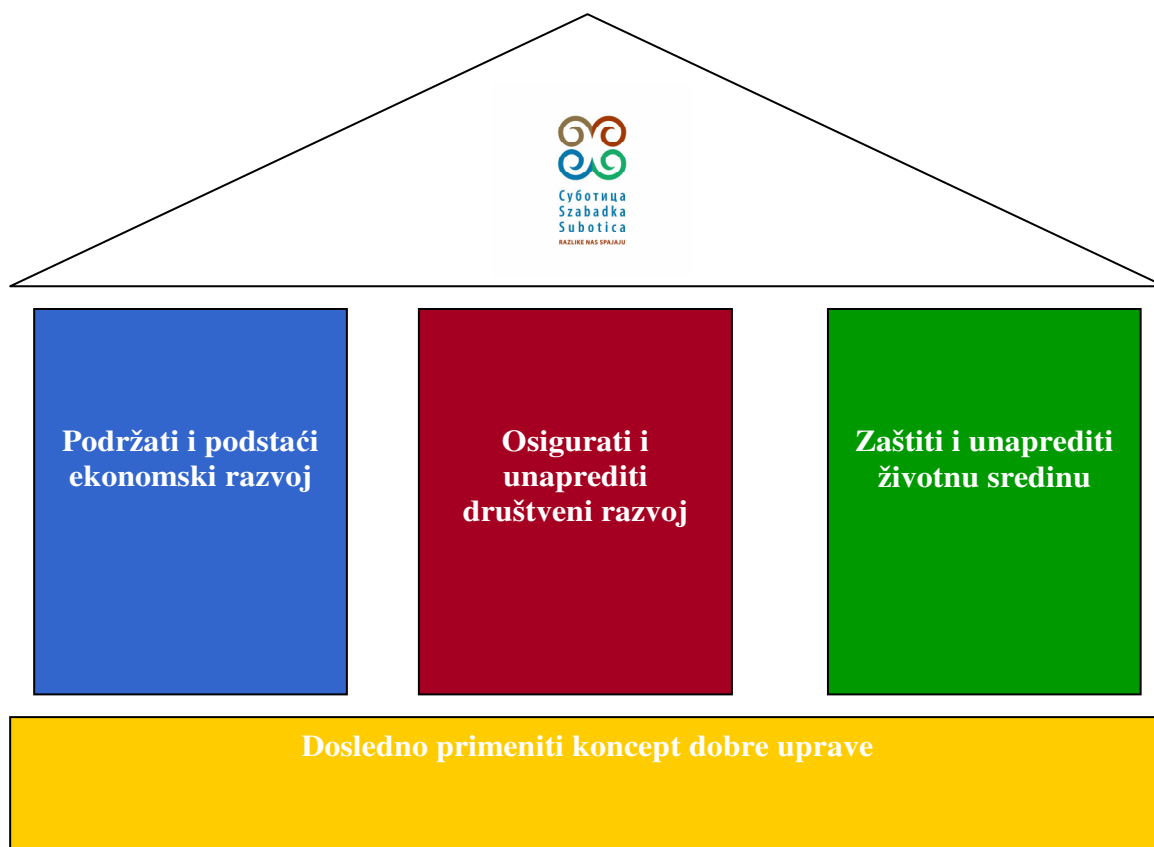 Суботица
Szabadka
Subotica
RAZLIKE NAS SPAJAJU
Podržati i podstaći
ekonomski razvoj
Osigurati i
unaprediti
društveni razvoj
Zaštiti i unaprediti
životnu sredinu
Dosledno primeniti koncept dobre uprave